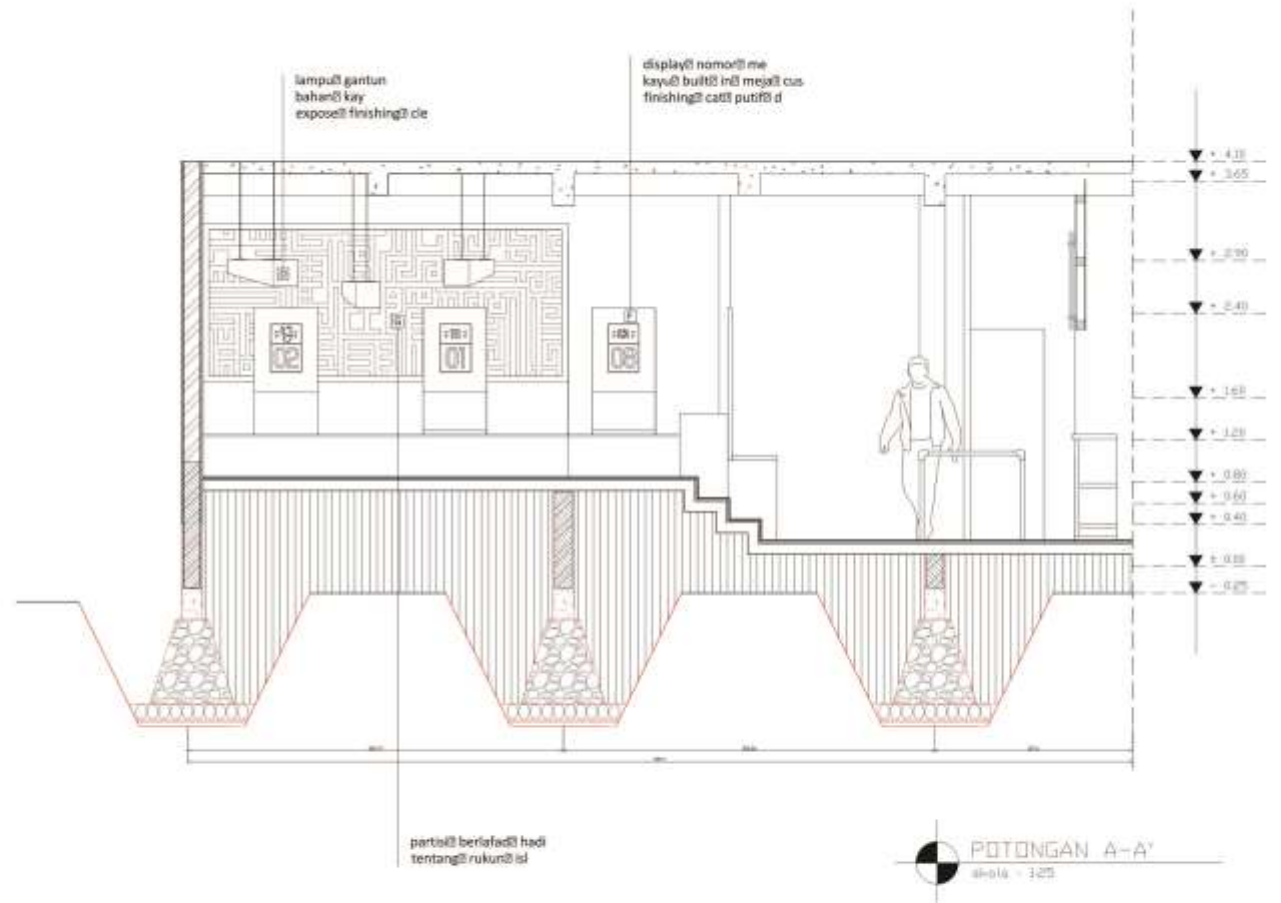 lampu⍰ gantun
bahan⍰ kay
expose⍰ finishing⍰ cle
display⍰ nomor⍰ me
kayu⍰ built⍰ in⍰ meja⍰ cus
finishing⍰ cat⍰ putif⍰ d
+ 4.10
+ 3.65
+ 2.90
+ 2.40
+ 1.60
+ 1.20
+ 0.80
+ 0.60
+ 0.40
± 0.00
- 0.25
02
01
08
partisi⍰ berlafad⍰ hadi
tentang⍰ rukun⍰ isl
POTONGAN A-A'
skala - 1:25